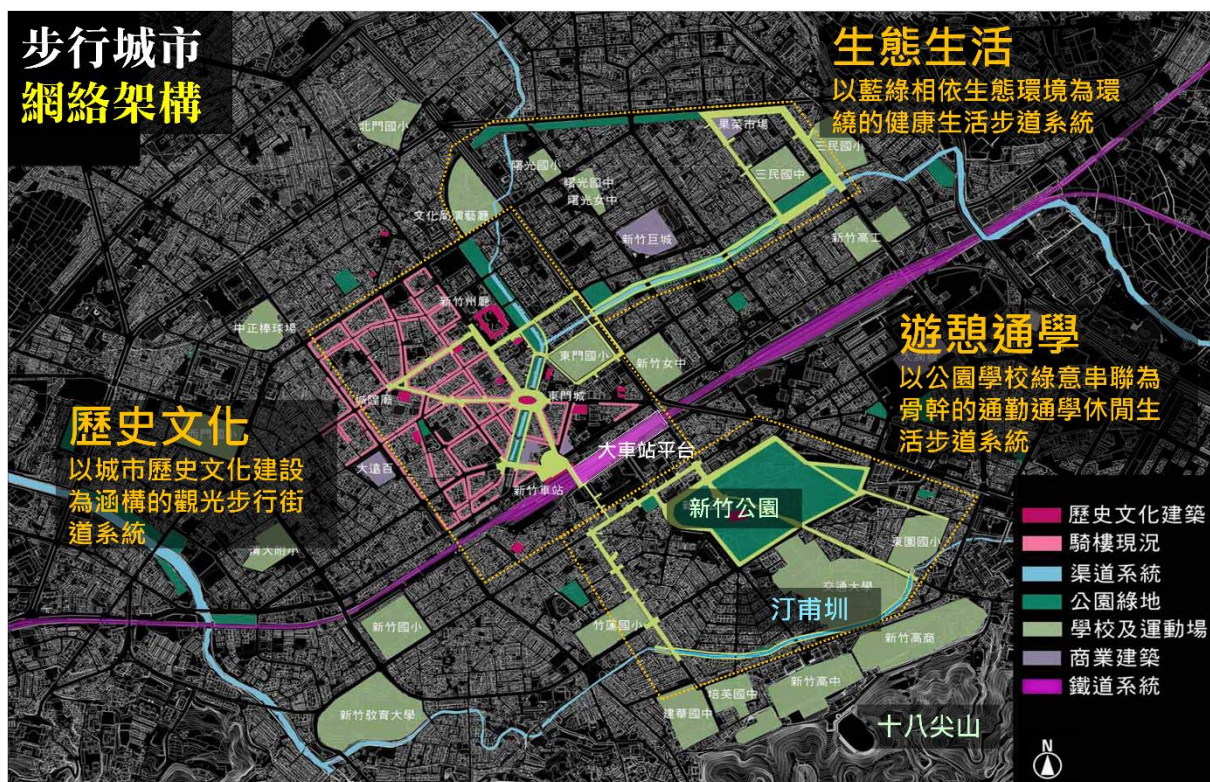 步行城市
網絡架構
生態生活
以藍綠相依生態環境為環
繞的健康生活步道系統
北門國小
果菜市場
三民國小
曙光國小
三民國中
曙光國中
曙光女中
文化局演藝廳
新竹巨城
新竹高工
新竹州廳
中正棒球場
東門國小
新竹女中
遊憩通學
以公園學校綠意串聯為
骨幹的通勤通學休閒生
活步道系統
城隍廟
東門城
歷史文化
以城市歷史文化建設
為涵構的觀光步行街
道系統
大遠百
大車站平台
新竹車站
新竹公園
東園國小
清大附小
交通大學
汀甫圳
新竹國小
竹蓮國小
新竹高商
新竹高中
培英國中
建華國中
新竹教育大學
十八尖山
歷史文化建築
騎樓現況
渠道系統
公園綠地
學校及運動場
商業建築
鐵道系統
N